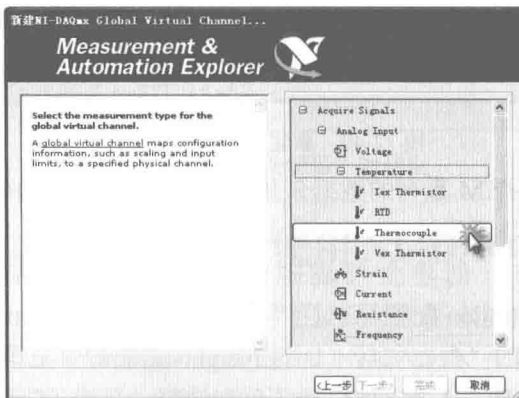 新建NI-DAQmx Global Virtual Channel...
Measurement &
Automation Explorer
Select the measurement type for the
global virtual channel.
A global virtual channel maps configuration
information, such as scaling and input
limits, to a specified physical channel.
Acquire Signals
Analog Input
Voltage
Temperature
Iex Thermistor
RTD
Thermocouple
Vex Thermistor
Strain
Current
Resistance
Frequency
<上一步
下一步>
完成
取消